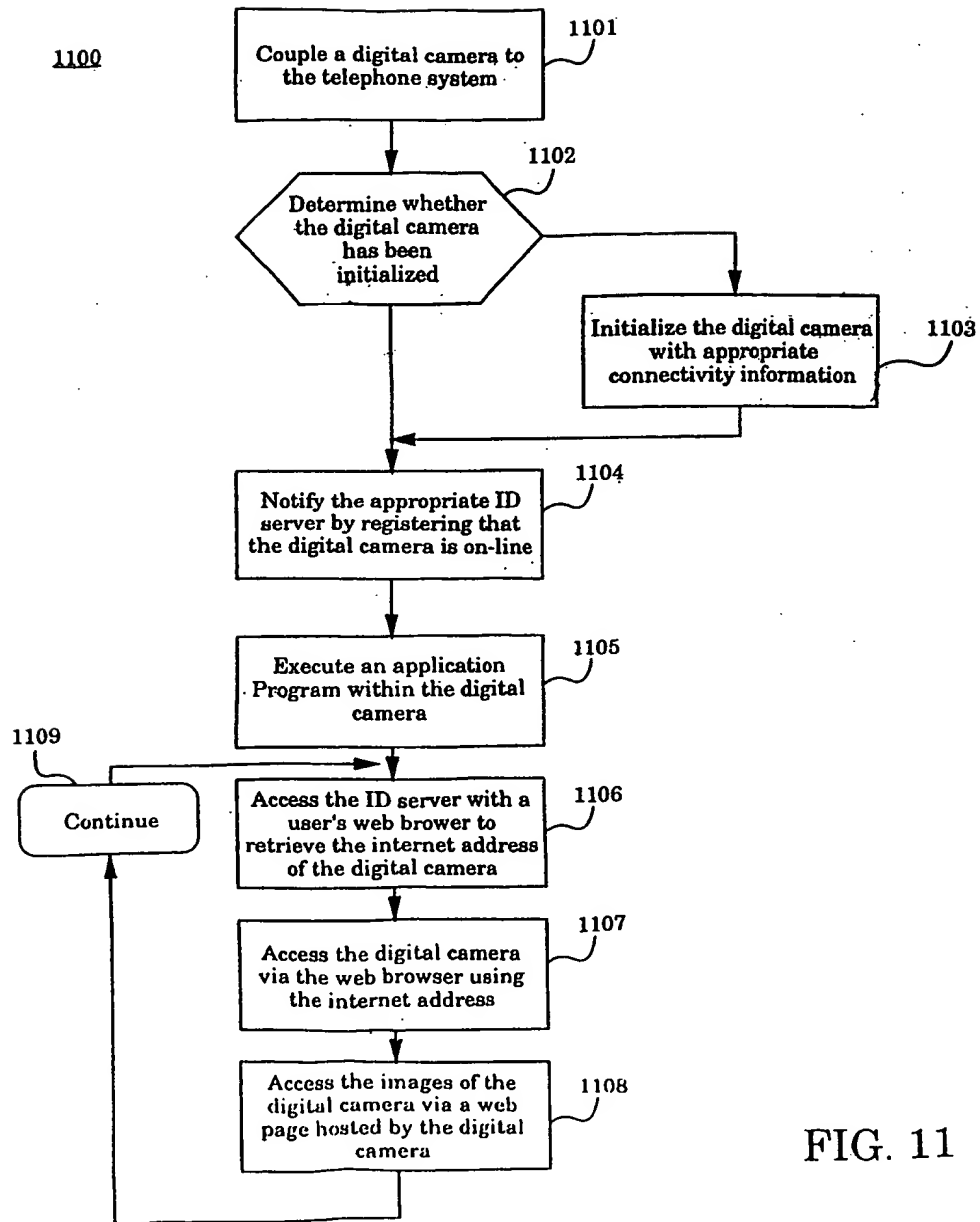 1100
Couple a digital camera to
the telephone system
1101
1102
Determine whether
the digital camera
has been
initialized
Initialize the digital camera
with appropriate
connectivity information
1103
1104
Notify the appropriate ID
server by registering that
the digital camera is on-line
1105
Execute an application
Program within the digital
camera
1109
Continue
1106
Access the ID server with a
user's web brower to
retrieve the internet address
of the digital camera
1107
Access the digital camera
via the web browser using
the internet address
Access the images of the
digital camera via a web
page hosted by the digital
camera
1108
FIG. 11